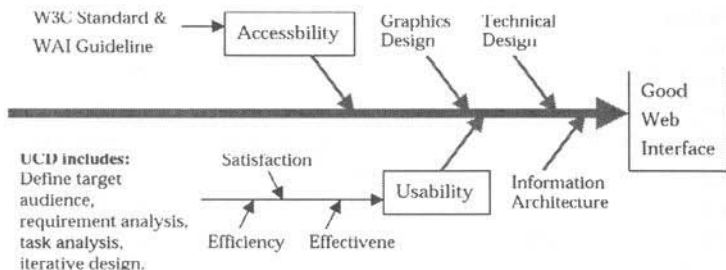 W3C Standard &
WAI Guideline
Accessbility
Graphics
Design
Technical
Design
Good
Web
Interface
UCD includes:
Define target
audience,
requirement analysis,
task analysis,
iterative design.
Satisfaction
Efficiency
Effectivene
Usability
Information
Architecture